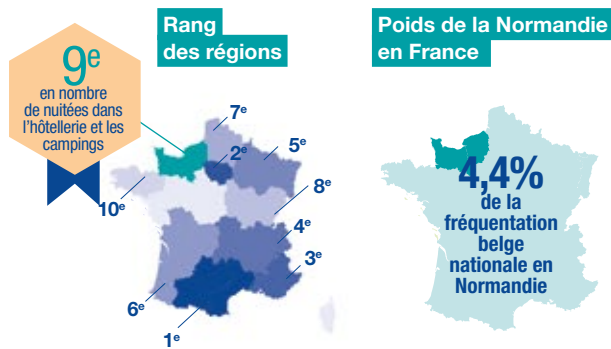 Rang
des régions
9e
en nombre
de nuitées dans
l'hôtellerie et les
campings
7e
2e
5e
10e
8e
4e
3e
6e
1e
Poids de la Normandie
en France
4,4%
de la
fréquentation
belge
nationale en
Normandie